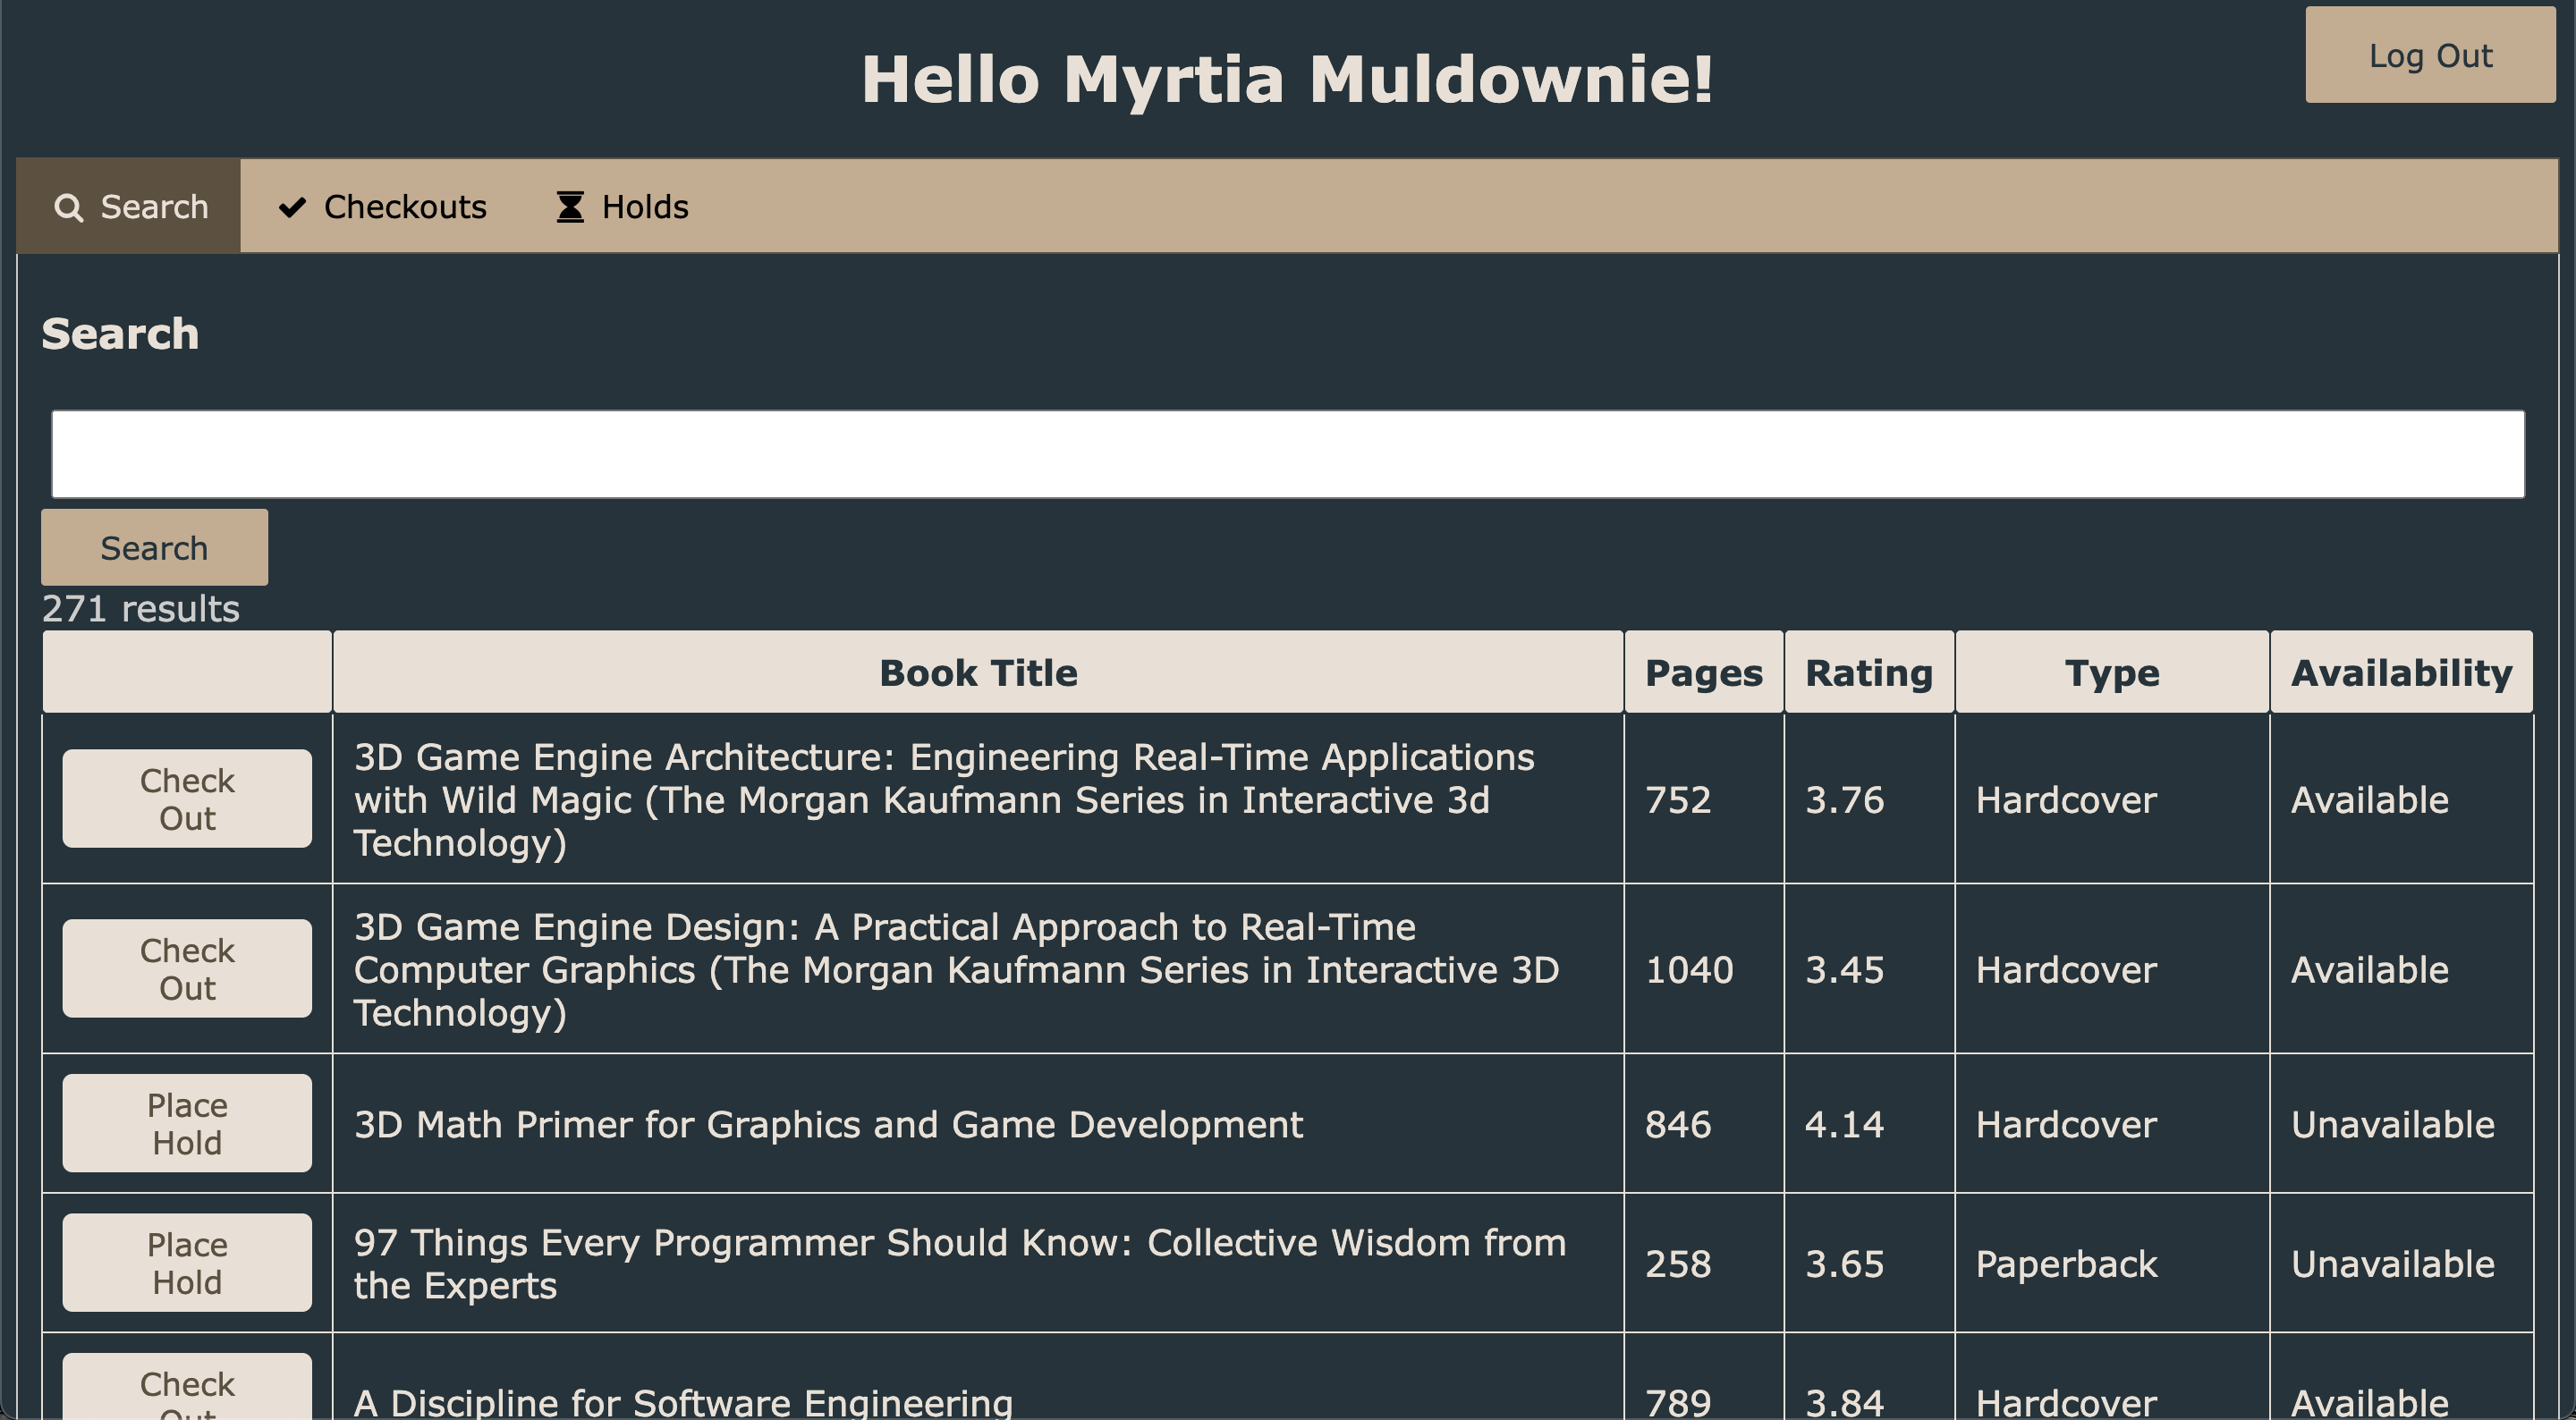 Hello Myrtia Muldownie!
Log Out
Search
Checkouts
Holds
Search
Search
271 results
Book Title
Pages
Rating
Type
Availability
Check
Out
3D Game Engine Architecture: Engineering Real-Time Applications
with Wild Magic (The Morgan Kaufmann Series in Interactive 3d
Technology)
752
3.76
Hardcover
Available
Check
Out
3D Game Engine Design: A Practical Approach to Real-Time
Computer Graphics (The Morgan Kaufmann Series in Interactive 3D
Technology)
1040
3.45
Hardcover
Available
Place
Hold
3D Math Primer for Graphics and Game Development
846
4.14
Hardcover
Unavailable
Place
Hold
97 Things Every Programmer Should Know: Collective Wisdom from
the Experts
258
3.65
Paperback
Unavailable
Check
Out
A Discipline for Software Engineering
789
3.84
Hardcover
Available